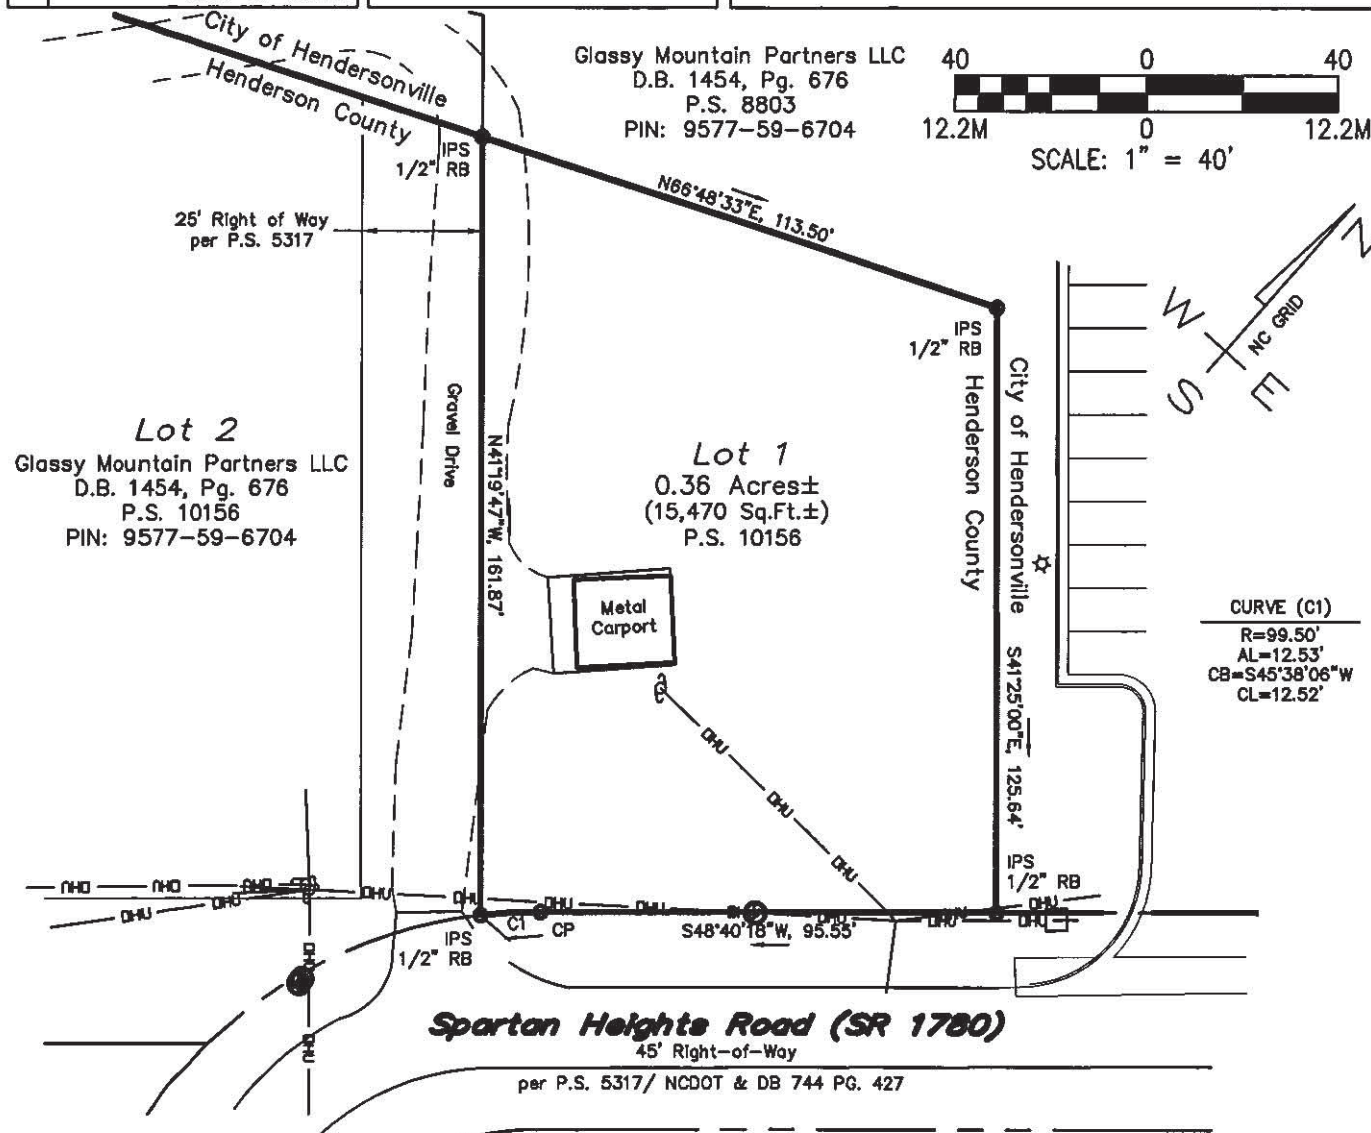 City of Hendersonville
Henderson County
Glassy Mountain Partners LLC
D.B. 1454, Pg. 676
P.S. 8803
PIN: 9577-59-6704
40 0 40
12.2M 0 12.2M
SCALE: 1" = 40'
IPS
1/2" RB
N66°48'33"E, 113.50'
25' Right of Way
per P.S. 5317
N
W
NC GRID
S
E
IPS
1/2" RB
City of Hendersonville
Henderson County
Gravel Drive
N41°19'47"W, 161.87'
Lot 2
Glassy Mountain Partners LLC
D.B. 1454, Pg. 676
P.S. 10156
PIN: 9577-59-6704
Lot 1
0.36 Acres±
(15,470 Sq.Ft.±)
P.S. 10156
Metal
Carport
CURVE (C1)
R=99.50'
AL=12.53'
CB=S45°38'06"W
CL=12.52'
S41°25'00"E, 125.64'
OHU
OHU
OHU
IPS
1/2" RB
OHU OHU OHU OHU OHU OHU OHU OHU
OHU OHU OHU OHU OHU
C1
CP
S48°40'18"W, 95.55'
IPS
1/2" RB
OHU
OHU
Spartan Heights Road (SR 1780)
45' Right-of-Way
per P.S. 5317/ NCDOT & DB 744 PG. 427